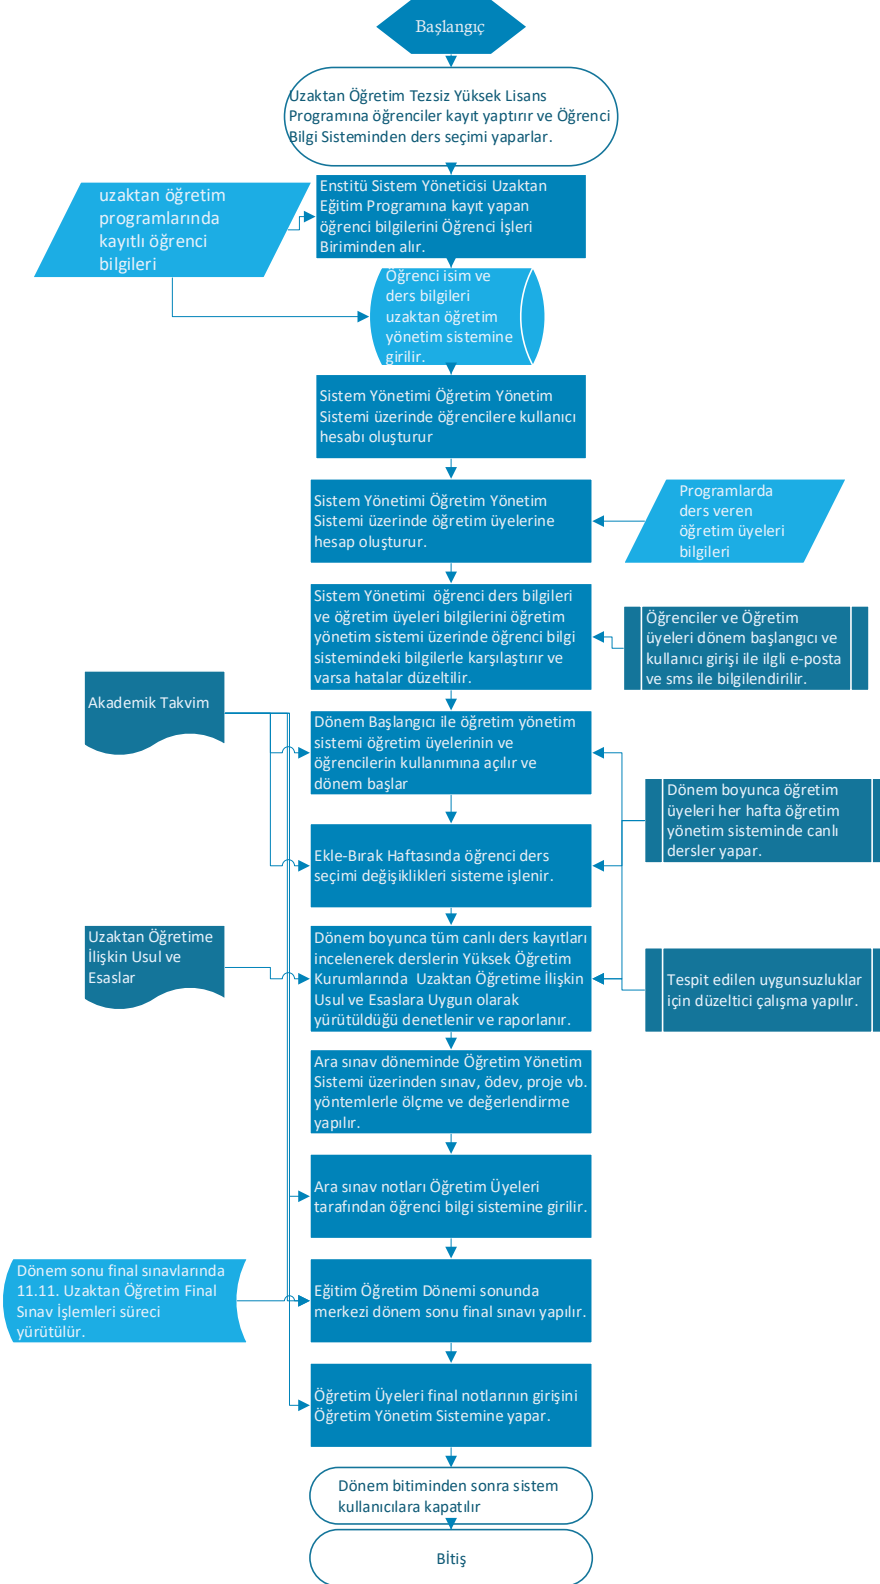 Başlangıç
Uzaktan Öğretim Tezsiz Yüksek Lisans
Programına öğrenciler kayıt yaptırır ve Öğrenci
Bilgi Sisteminden ders seçimi yaparlar.
uzaktan öğretim
programlarında
kayıtlı öğrenci
bilgileri
Enstitü Sistem Yöneticisi Uzaktan
Eğitim Programına kayıt yapan
öğrenci bilgilerini Öğrenci İşleri
Biriminden alır.
Öğrenci isim ve
ders bilgileri
uzaktan öğretim
yönetim sistemine
girilir.
Sistem Yönetimi Öğretim Yönetim
Sistemi üzerinde öğrencilere kullanıcı
hesabı oluşturur
Sistem Yönetimi Öğretim Yönetim
Sistemi üzerinde öğretim üyelerine
hesap oluşturur.
Programlarda
ders veren
öğretim üyeleri
bilgileri
Sistem Yönetimi  öğrenci ders bilgileri
ve öğretim üyeleri bilgilerini öğretim
yönetim sistemi üzerinde öğrenci bilgi
sistemindeki bilgilerle karşılaştırır ve
varsa hatalar düzeltilir.
Öğrenciler ve Öğretim
üyeleri dönem başlangıcı ve
kullanıcı girişi ile ilgli e-posta
ve sms ile bilgilendirilir.
Akademik Takvim
Dönem Başlangıcı ile öğretim yönetim
sistemi öğretim üyelerinin ve
öğrencilerin kullanımına açılır ve
dönem başlar
Dönem boyunca öğretim
üyeleri her hafta öğretim
yönetim sisteminde canlı
dersler yapar.
Ekle-Bırak Haftasında öğrenci ders
seçimi değişiklikleri sisteme işlenir.
Uzaktan Öğretime
İlişkin Usul ve
Esaslar
Dönem boyunca tüm canlı ders kayıtları
incelenerek derslerin Yüksek Öğretim
Kurumlarında  Uzaktan Öğretime İlişkin
Usul ve Esaslara Uygun olarak
yürütüldüğü denetlenir ve raporlanır.
Tespit edilen uygunsuzluklar
için düzeltici çalışma yapılır.
Ara sınav döneminde Öğretim Yönetim
Sistemi üzerinden sınav, ödev, proje vb.
yöntemlerle ölçme ve değerlendirme
yapılır.
Ara sınav notları Öğretim Üyeleri
tarafından öğrenci bilgi sistemine girilir.
Dönem sonu final sınavlarında
11.11. Uzaktan Öğretim Final
Sınav İşlemleri süreci
yürütülür.
Eğitim Öğretim Dönemi sonunda
merkezi dönem sonu final sınavı yapılır.
Öğretim Üyeleri final notlarının girişini
Öğretim Yönetim Sistemine yapar.
Dönem bitiminden sonra sistem
kullanıcılara kapatılır
Bİtiş